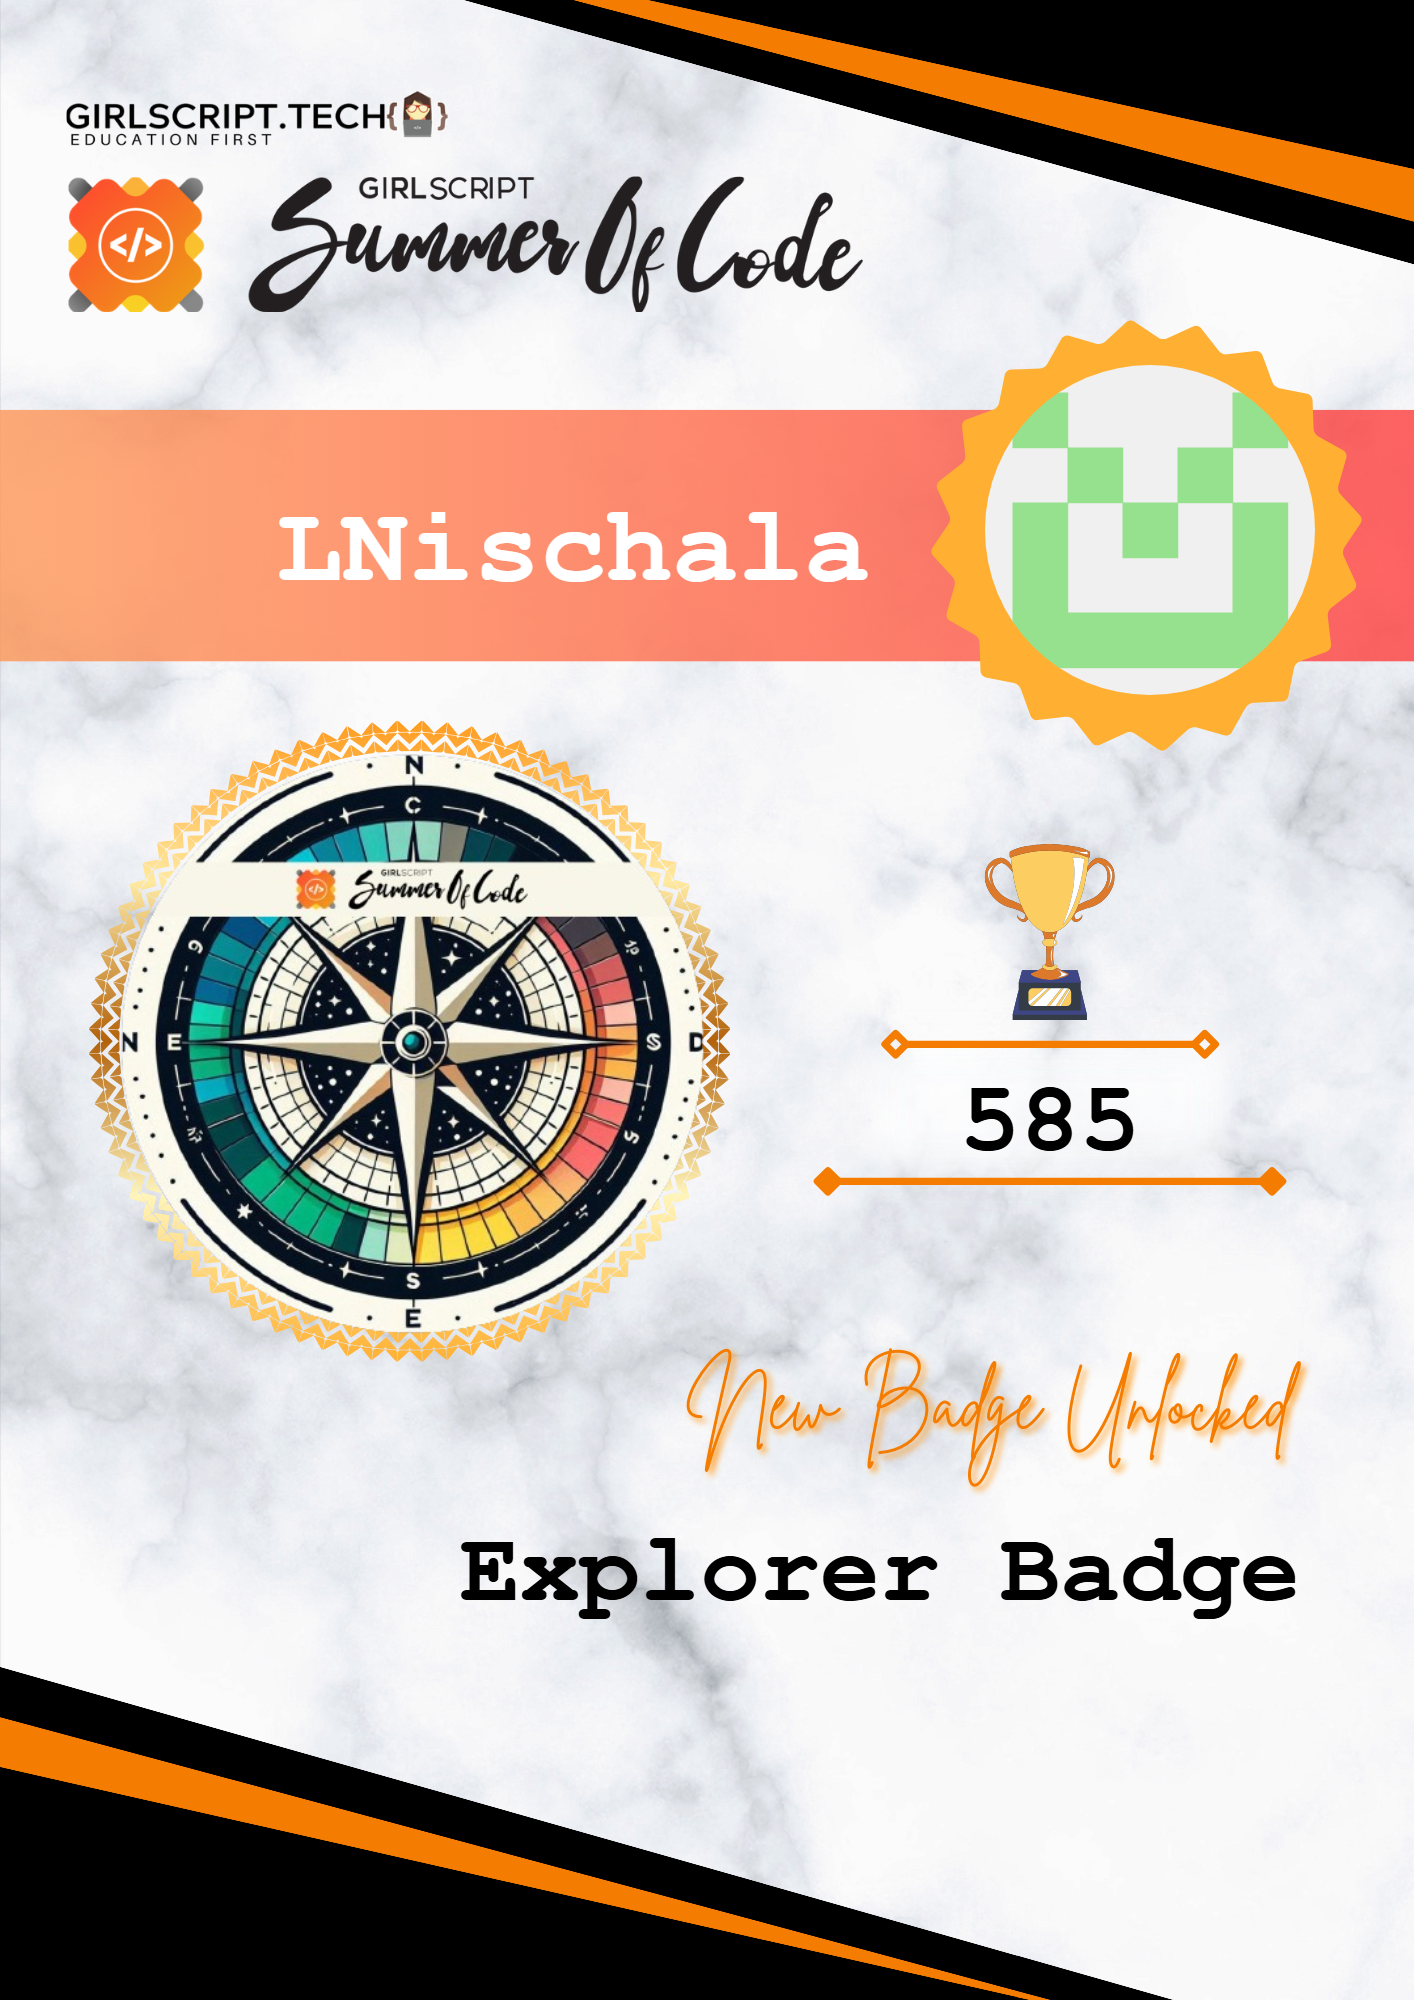 GIRLSCRIPT.TECH{ }
EDUCATION FIRST
GIRLSCRIPT
</> Summer Of Code
LNischala
N
C
GIRLSCRIPT
</> Summer Of Code
N E S D
5
S
E
585
New Badge Unlocked
Explorer Badge